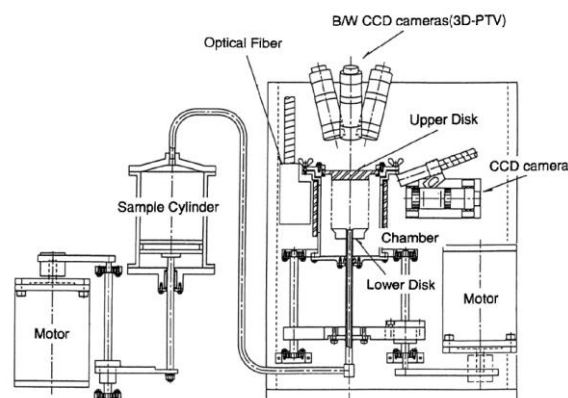 B/W CCD cameras(3D-PTV)
Optical Fiber
Upper Disk
CCD camera
Sample Cylinder
Chamber
Lower Disk
Motor
Motor